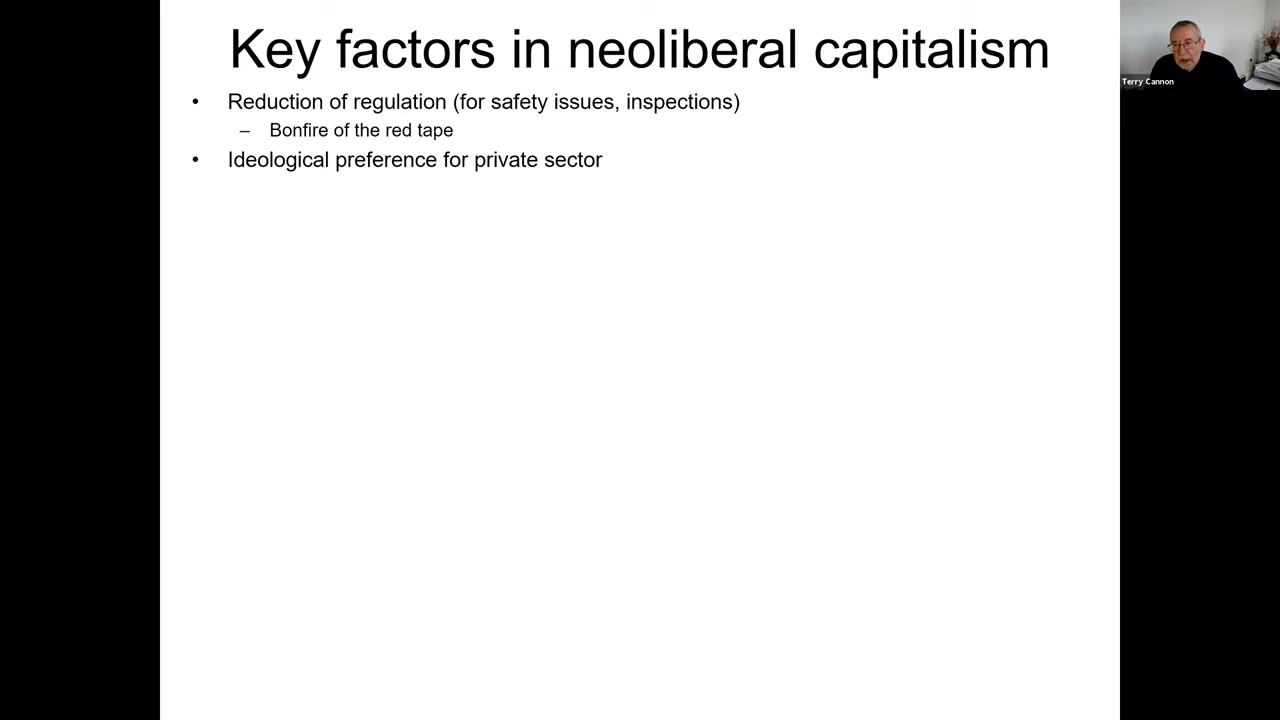 Key factors in neoliberal capitalism
• Reduction of regulation (for safety issues, inspections)
– Bonfire of the red tape
• Ideological preference for private sector
Terry Cannon